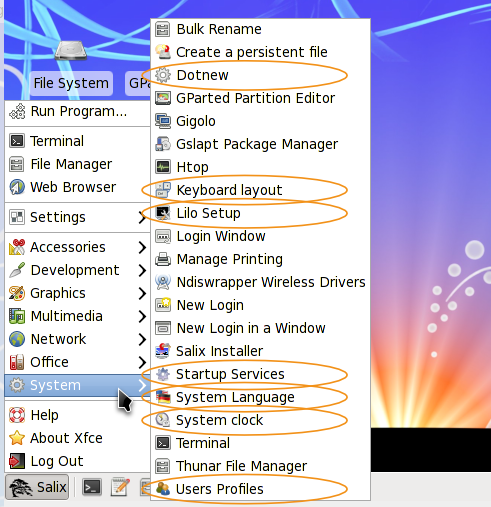 File System
GPa
Run Program...
Terminal
File Manager
Web Browser
Settings
Accessories
Development
Graphics
Multimedia
Network
Office
System
Help
About Xfce
Log Out
Salix
Bulk Rename
Create a persistent file
Dotnew
GParted Partition Editor
Gigolo
Gslapt Package Manager
Htop
Keyboard layout
Lilo Setup
Login Window
Manage Printing
Ndiswrapper Wireless Drivers
New Login
New Login in a Window
Salix Installer
Startup Services
System Language
System clock
Terminal
Thunar File Manager
Users Profiles